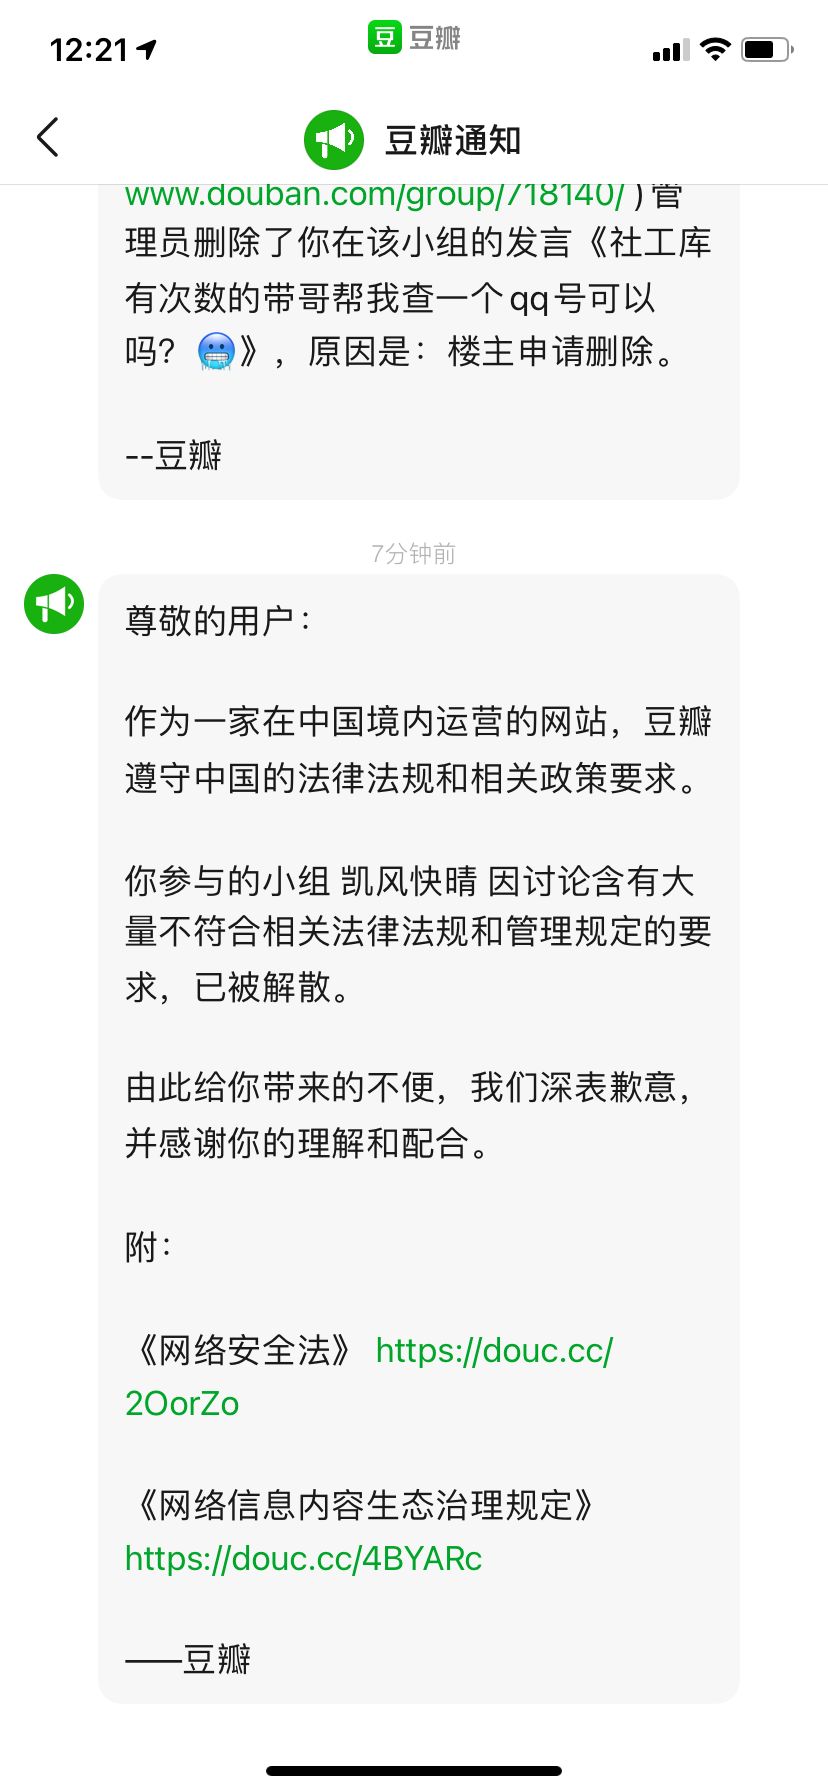 12:21
豆 豆瓣
豆瓣通知
www.douban.com/group/718140/ ) 管
理员删除了你在该小组的发言《社工库
有次数的带哥帮我查一个qq号可以
吗？🥶》，原因是：楼主申请删除。
--豆瓣
7分钟前
尊敬的用户：
作为一家在中国境内运营的网站，豆瓣
遵守中国的法律法规和相关政策要求。
你参与的小组 凯风快晴 因讨论含有大
量不符合相关法律法规和管理规定的要
求，已被解散。
由此给你带来的不便，我们深表歉意，
并感谢你的理解和配合。
附：
《网络安全法》 https://douc.cc/
2OorZo
《网络信息内容生态治理规定》
https://douc.cc/4BYARc
——豆瓣